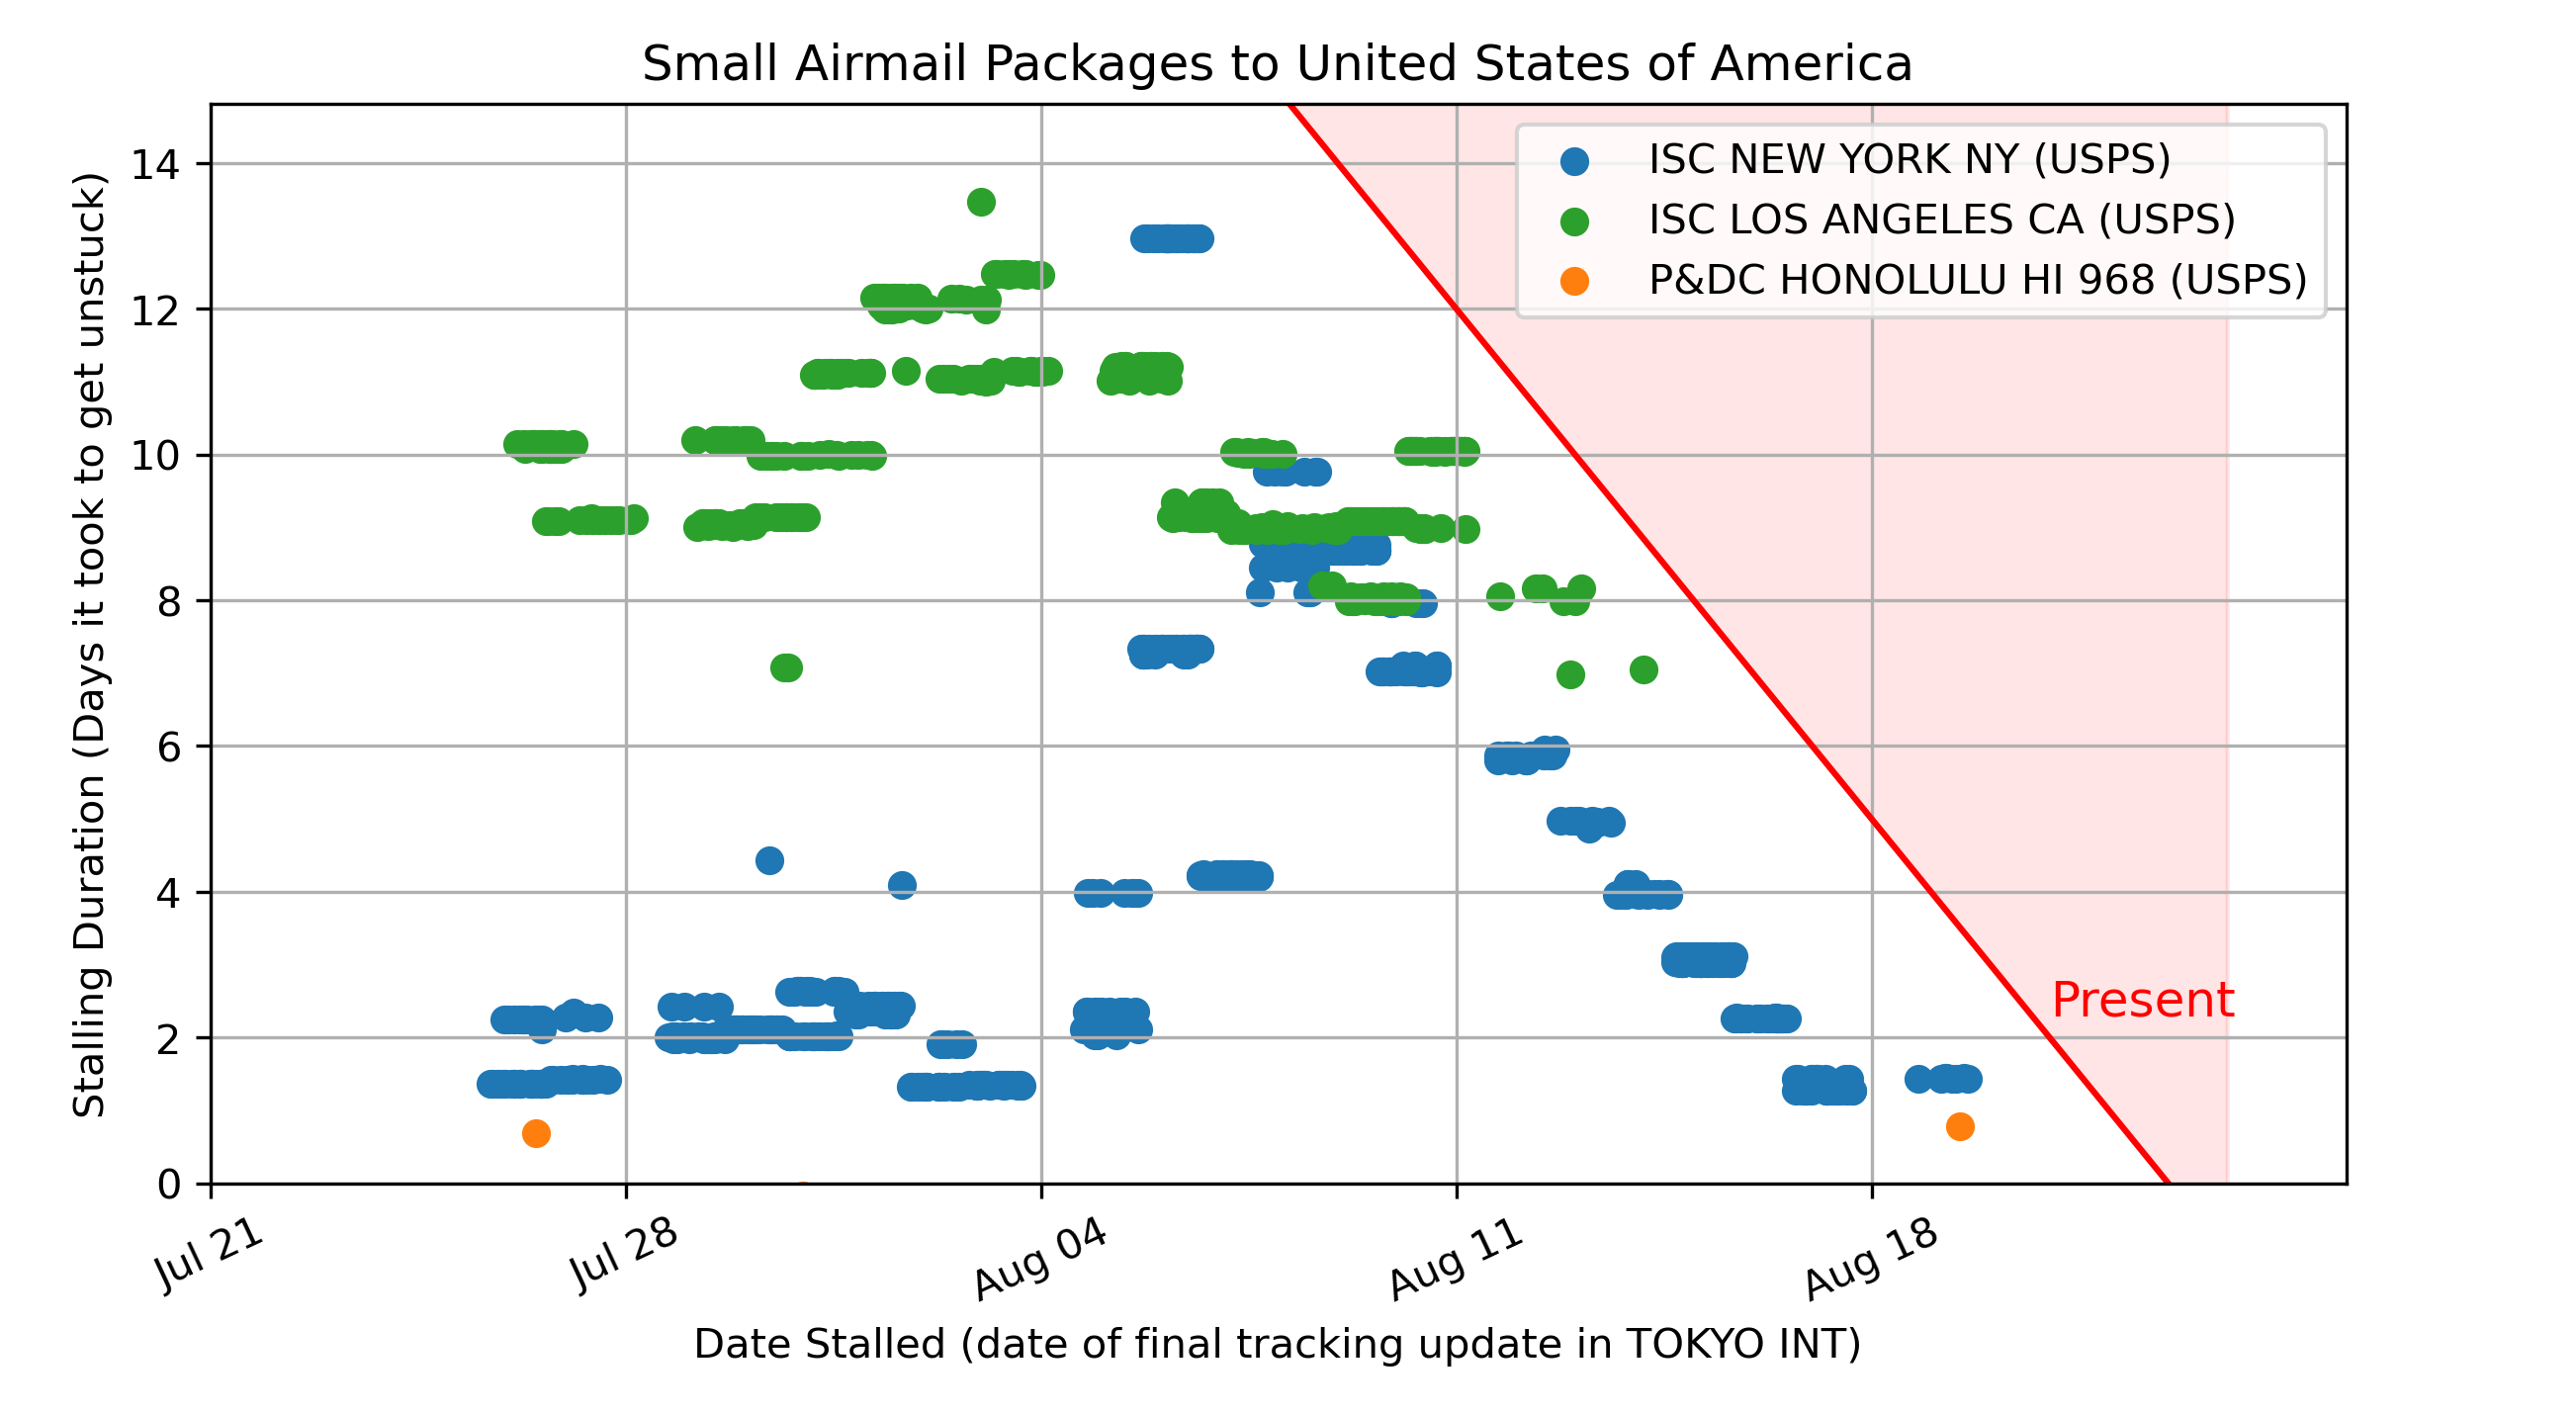 Small Airmail Packages to United States of America
Stalling Duration (Days it took to get unstuck)
14
12
10
8
6
4
2
0
ISC NEW YORK NY (USPS)
ISC LOS ANGELES CA (USPS)
P&DC HONOLULU HI 968 (USPS)
Present
Jul 21
Jul 28
Aug 04
Aug 11
Aug 18
Date Stalled (date of final tracking update in TOKYO INT)